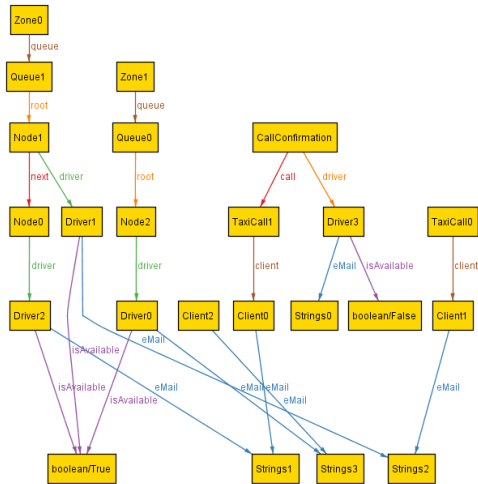 Zone0
queue
Queue1
Zone1
root
queue
Node1
Queue0
CallConfirmation
next
driver
root
call
driver
Node0
Driver1
Node2
TaxiCall1
Driver3
TaxiCall0
driver
driver
client
eMail
isAvailable
client
Driver2
Driver0
Client2
Client0
Strings0
boolean/False
Client1
eMail
isAvailable
isAvailable
eMail
eMail
eMail
eMail
isAvailable
eMail
boolean/True
Strings1
Strings3
Strings2